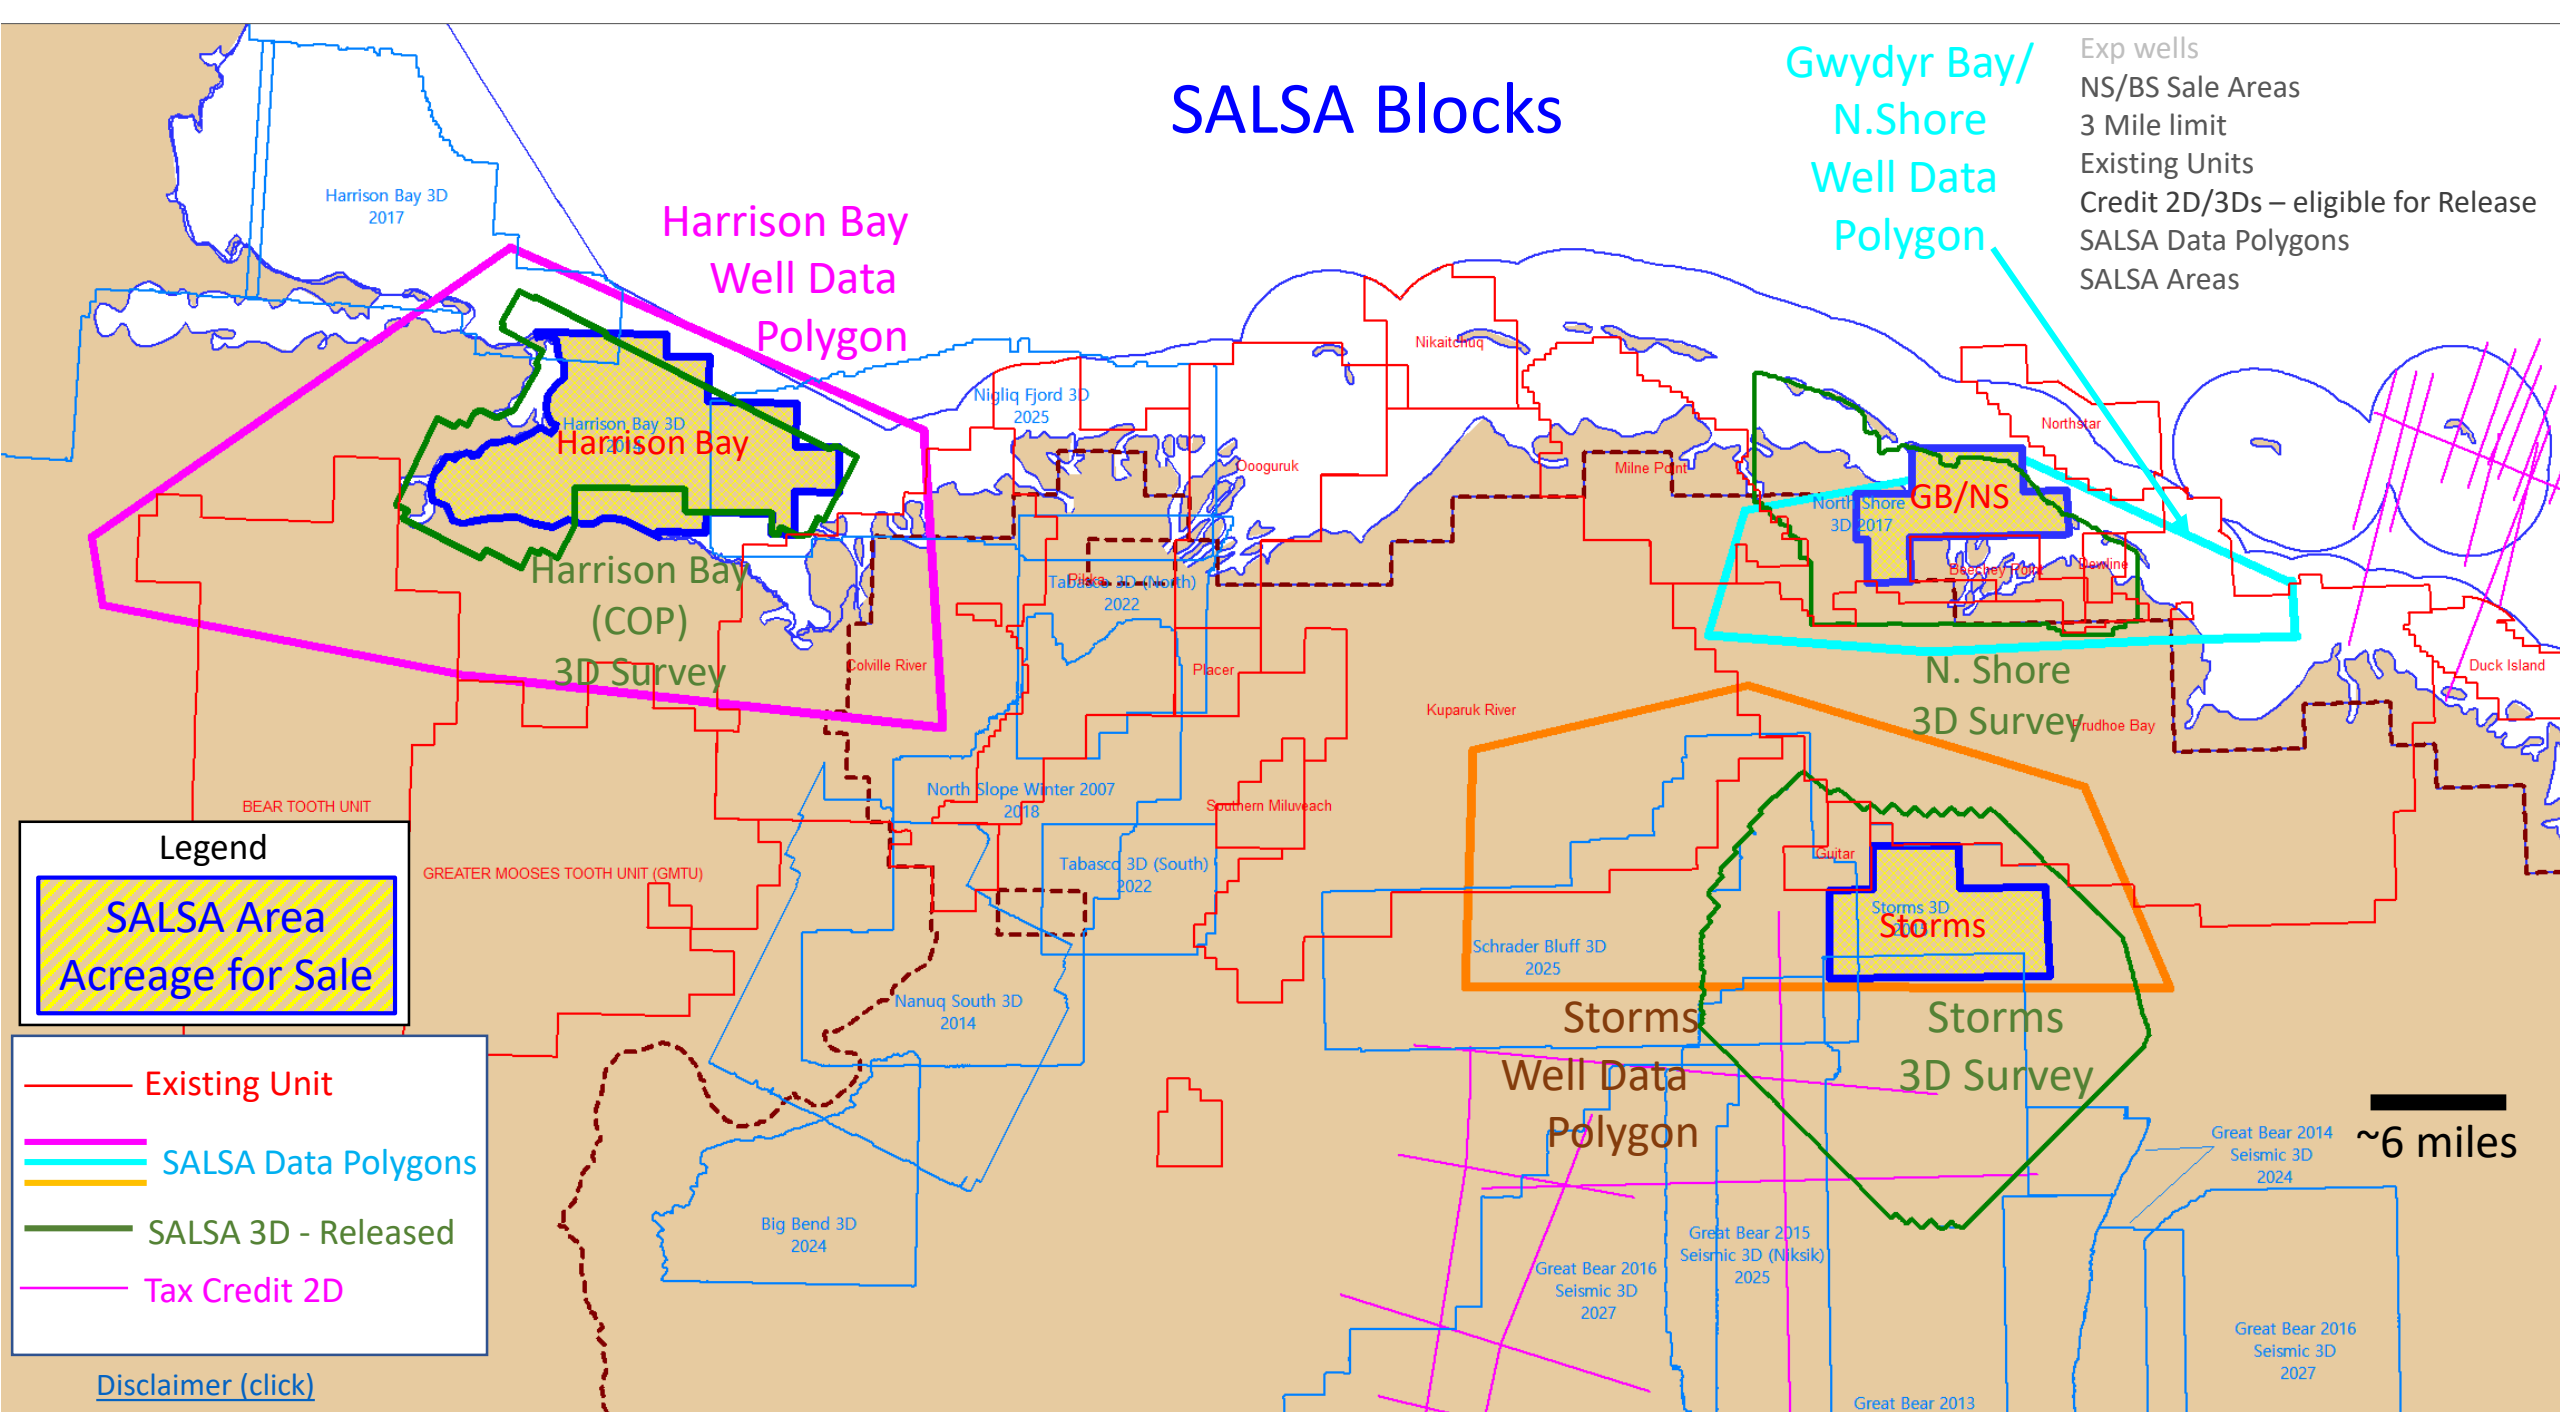 SALSA Blocks
Gwydyr Bay/
N.Shore
Well Data
Polygon
Exp wells
NS/BS Sale Areas
3 Mile limit
Existing Units
Credit 2D/3Ds – eligible for Release
SALSA Data Polygons
SALSA Areas
Harrison Bay 3D
2017
Harrison Bay
Well Data
Polygon
Nikaitchuq
Nigliq Fjord 3D
2025
Northstar
Harrison Bay 3D
2014
Harrison Bay
Oooguruk
Milne Point
North Shore
3D 2017
GB/NS
Harrison Bay
(COP)
3D Survey
Pikka
Tabasco 3D (North)
2022
Beechey Point
Dewline
Colville River
Placer
N. Shore
3D Survey
Duck Island
Kuparuk River
Prudhoe Bay
North Slope Winter 2007
2018
Southern Miluveach
BEAR TOOTH UNIT
GREATER MOOSES TOOTH UNIT (GMTU)
Tabasco 3D (South)
2022
Guitar
Storms 3D
2015
Storms
Schrader Bluff 3D
2025
Nanuq South 3D
2014
Storms
Well Data
Polygon
Storms
3D Survey
~6 miles
Great Bear 2014
Seismic 3D
2024
Big Bend 3D
2024
Great Bear 2015
Seismic 3D (Niksik)
2025
Great Bear 2016
Seismic 3D
2027
Great Bear 2016
Seismic 3D
2027
Great Bear 2013
Legend
SALSA Area
Acreage for Sale
Existing Unit
SALSA Data Polygons
SALSA 3D - Released
Tax Credit 2D
Disclaimer (click)